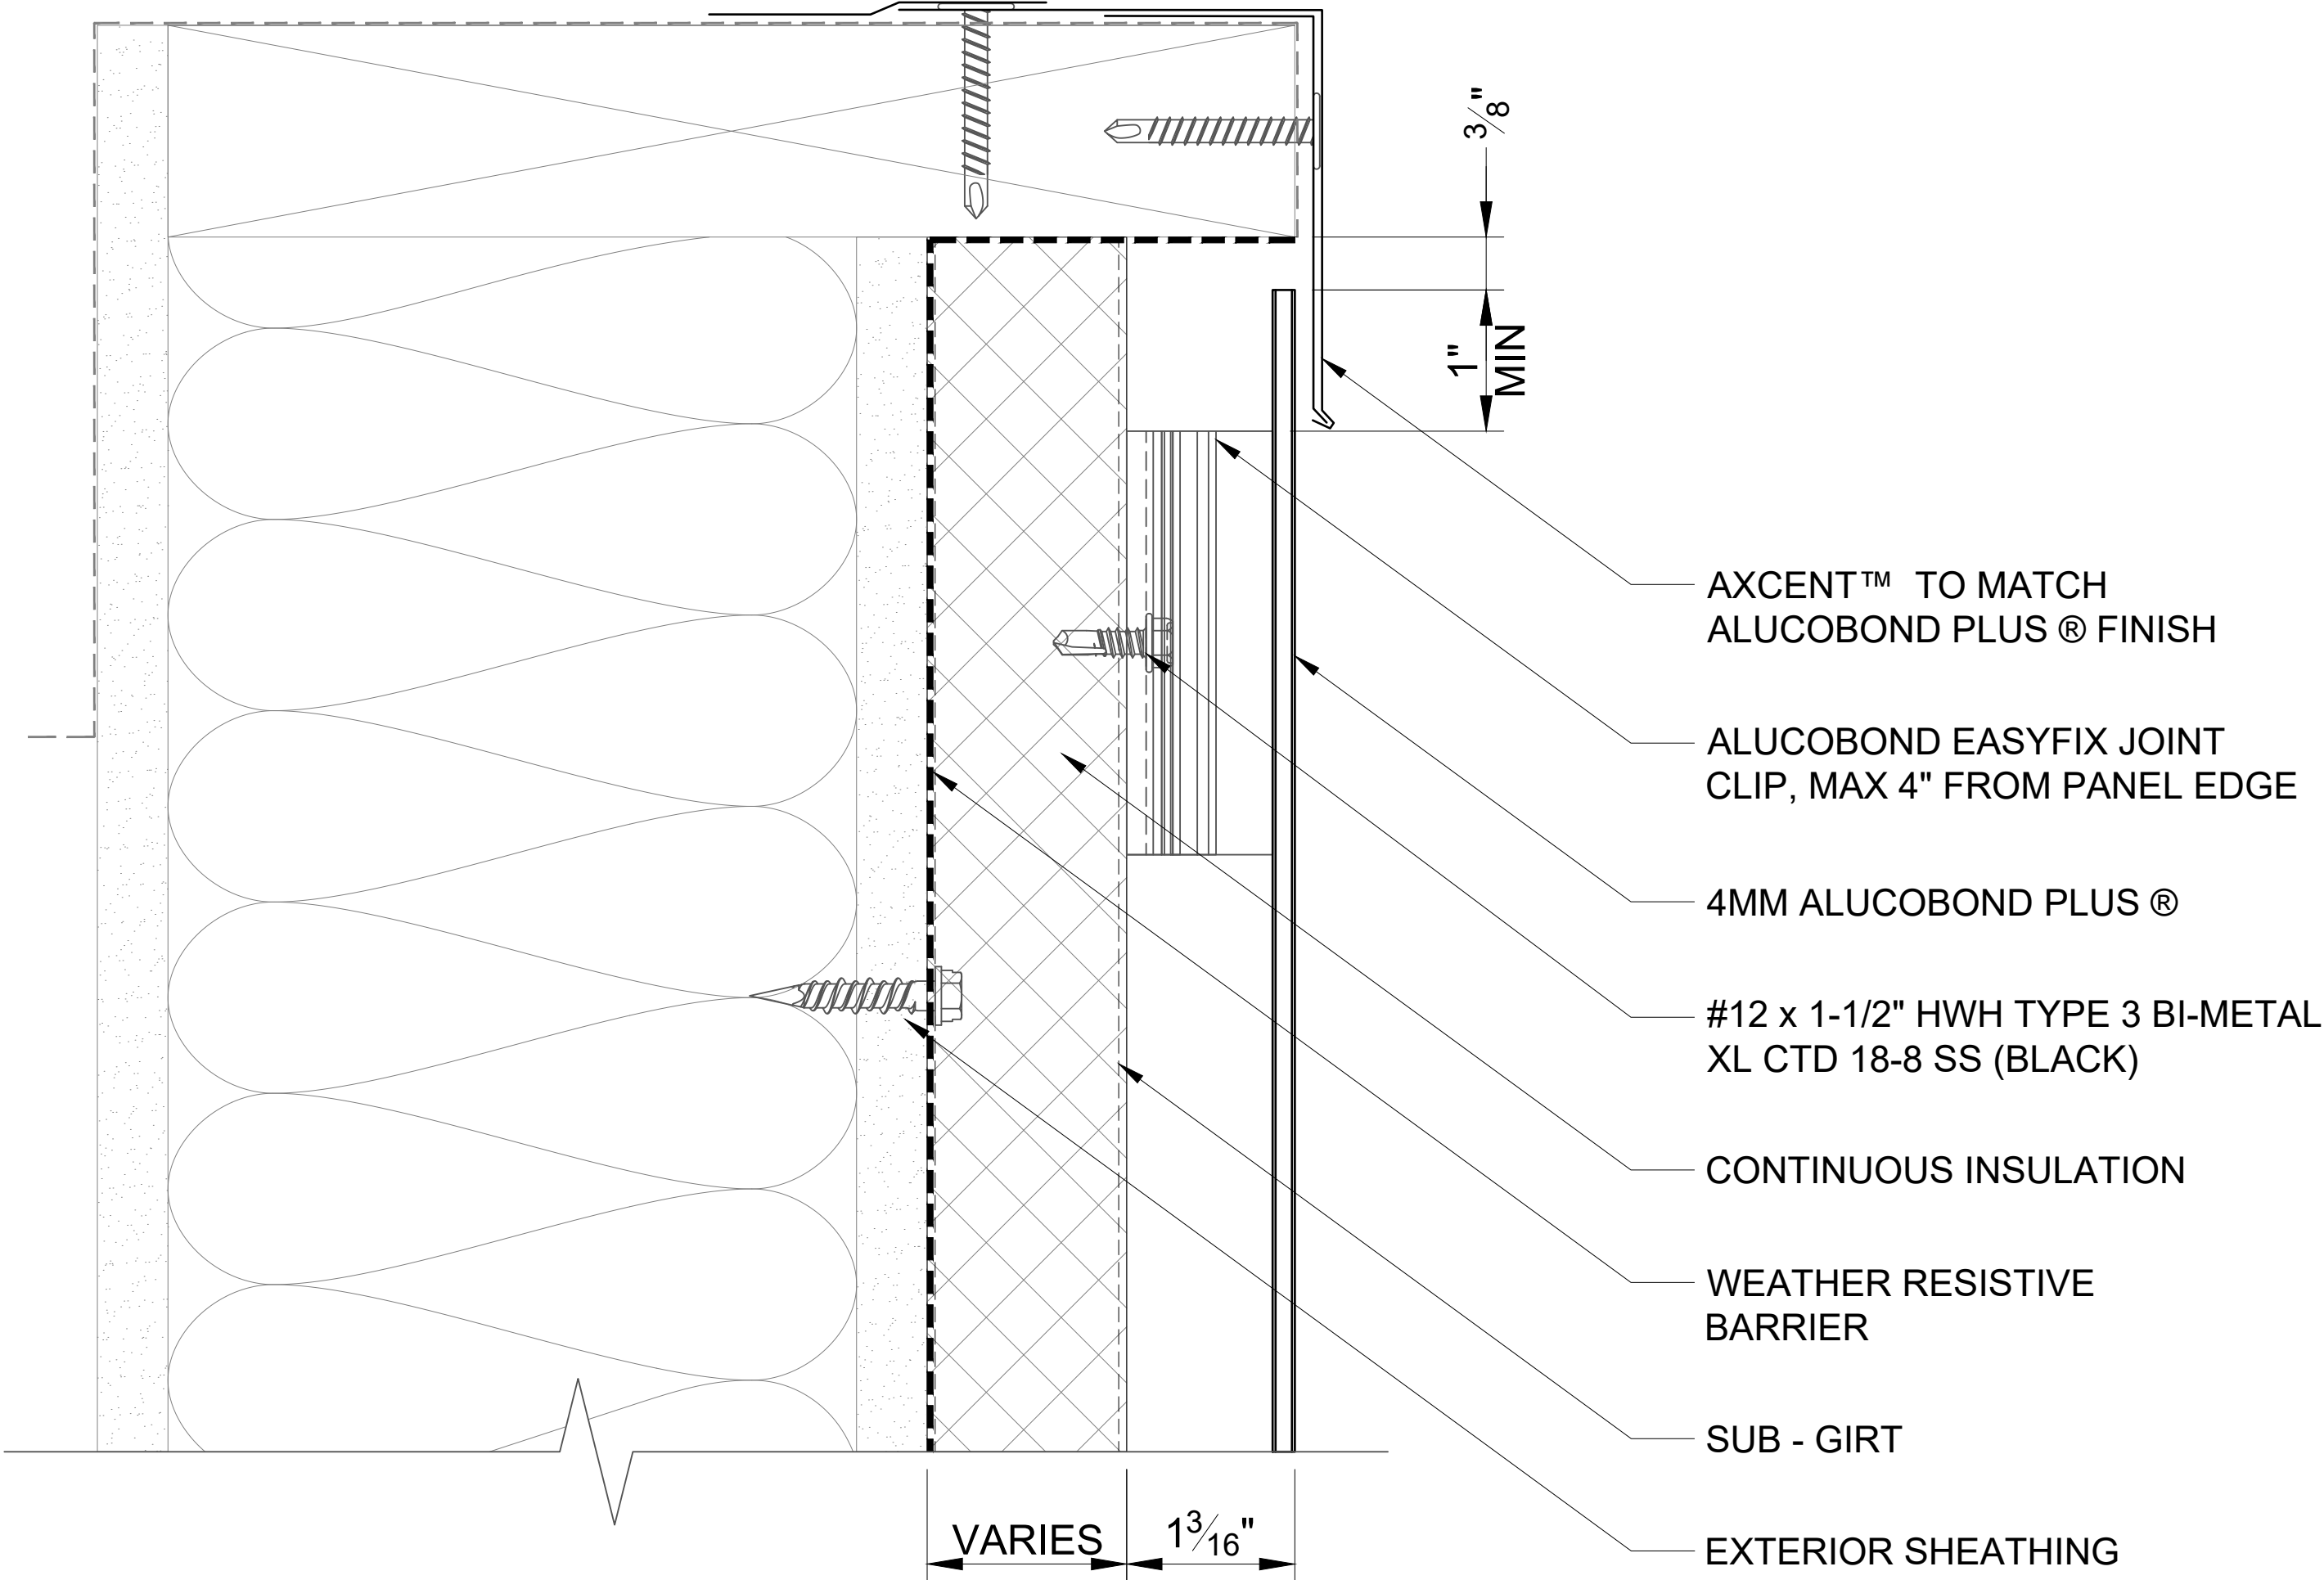 3/8"
1"
MIN
AXCENT™ TO MATCH
ALUCOBOND PLUS ® FINISH
ALUCOBOND EASYFIX JOINT
CLIP, MAX 4" FROM PANEL EDGE
4MM ALUCOBOND PLUS ®
#12 x 1-1/2" HWH TYPE 3 BI-METAL
XL CTD 18-8 SS (BLACK)
CONTINUOUS INSULATION
WEATHER RESISTIVE
BARRIER
SUB - GIRT
EXTERIOR SHEATHING
VARIES
1 3/16"